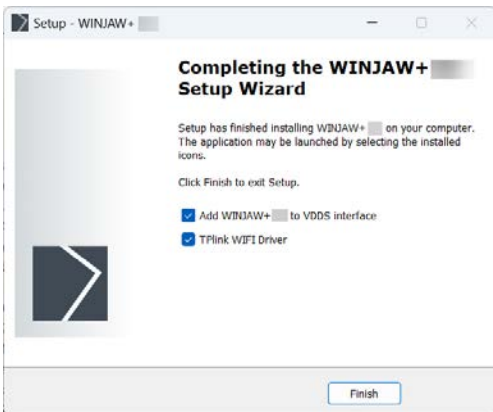 Setup - WINJAW+
Completing the WINJAW+
Setup Wizard
Setup has finished installing WINJAW+ on your computer.
The application may be launched by selecting the installed
icons.
Click Finish to exit Setup.
Add WINJAW+ to VDDS interface
TPlink WIFI Driver
Finish